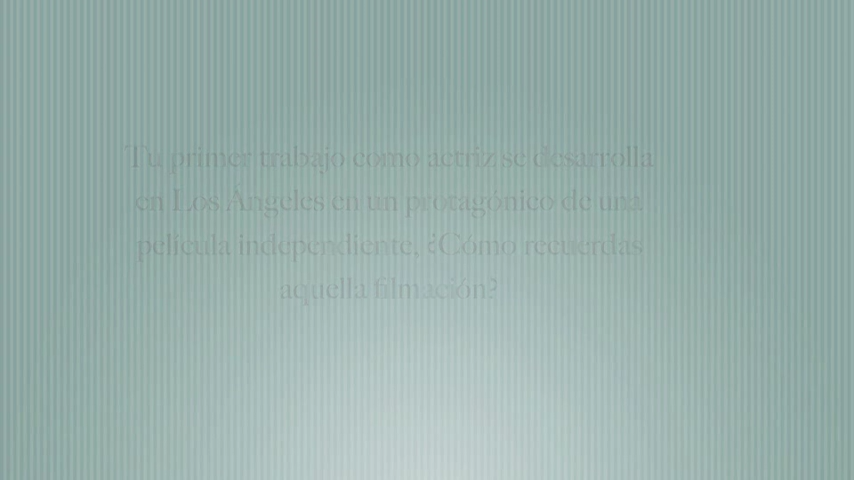 Tu primer trabajo como actriz se desarrolla
en Los Ángeles en un protagónico de una
película independiente, ¿Cómo recuerdas
aquella filmación?